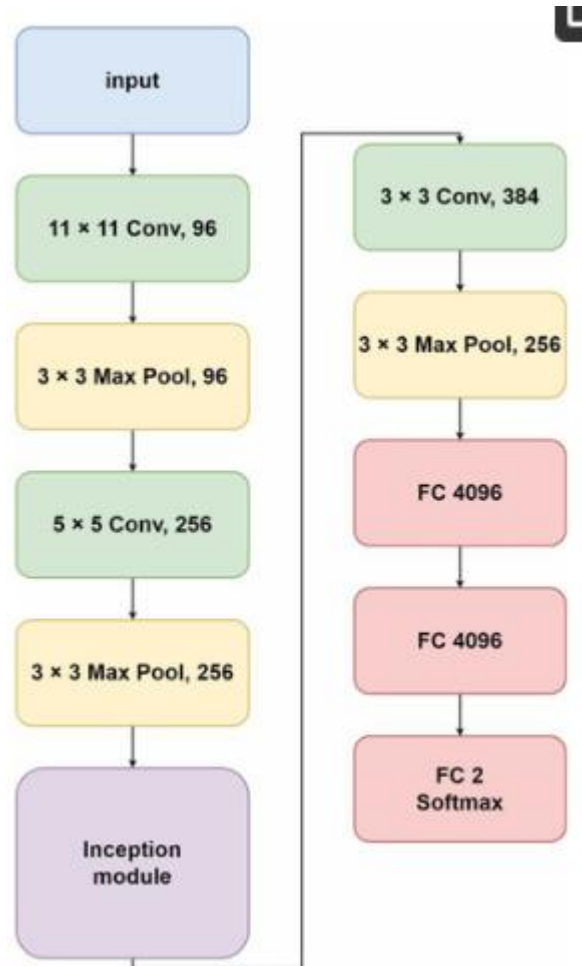 input
11 × 11 Conv, 96
3 × 3 Max Pool, 96
5 × 5 Conv, 256
3 × 3 Max Pool, 256
Inception
module
3 × 3 Conv, 384
3 × 3 Max Pool, 256
FC 4096
FC 4096
FC 2
Softmax